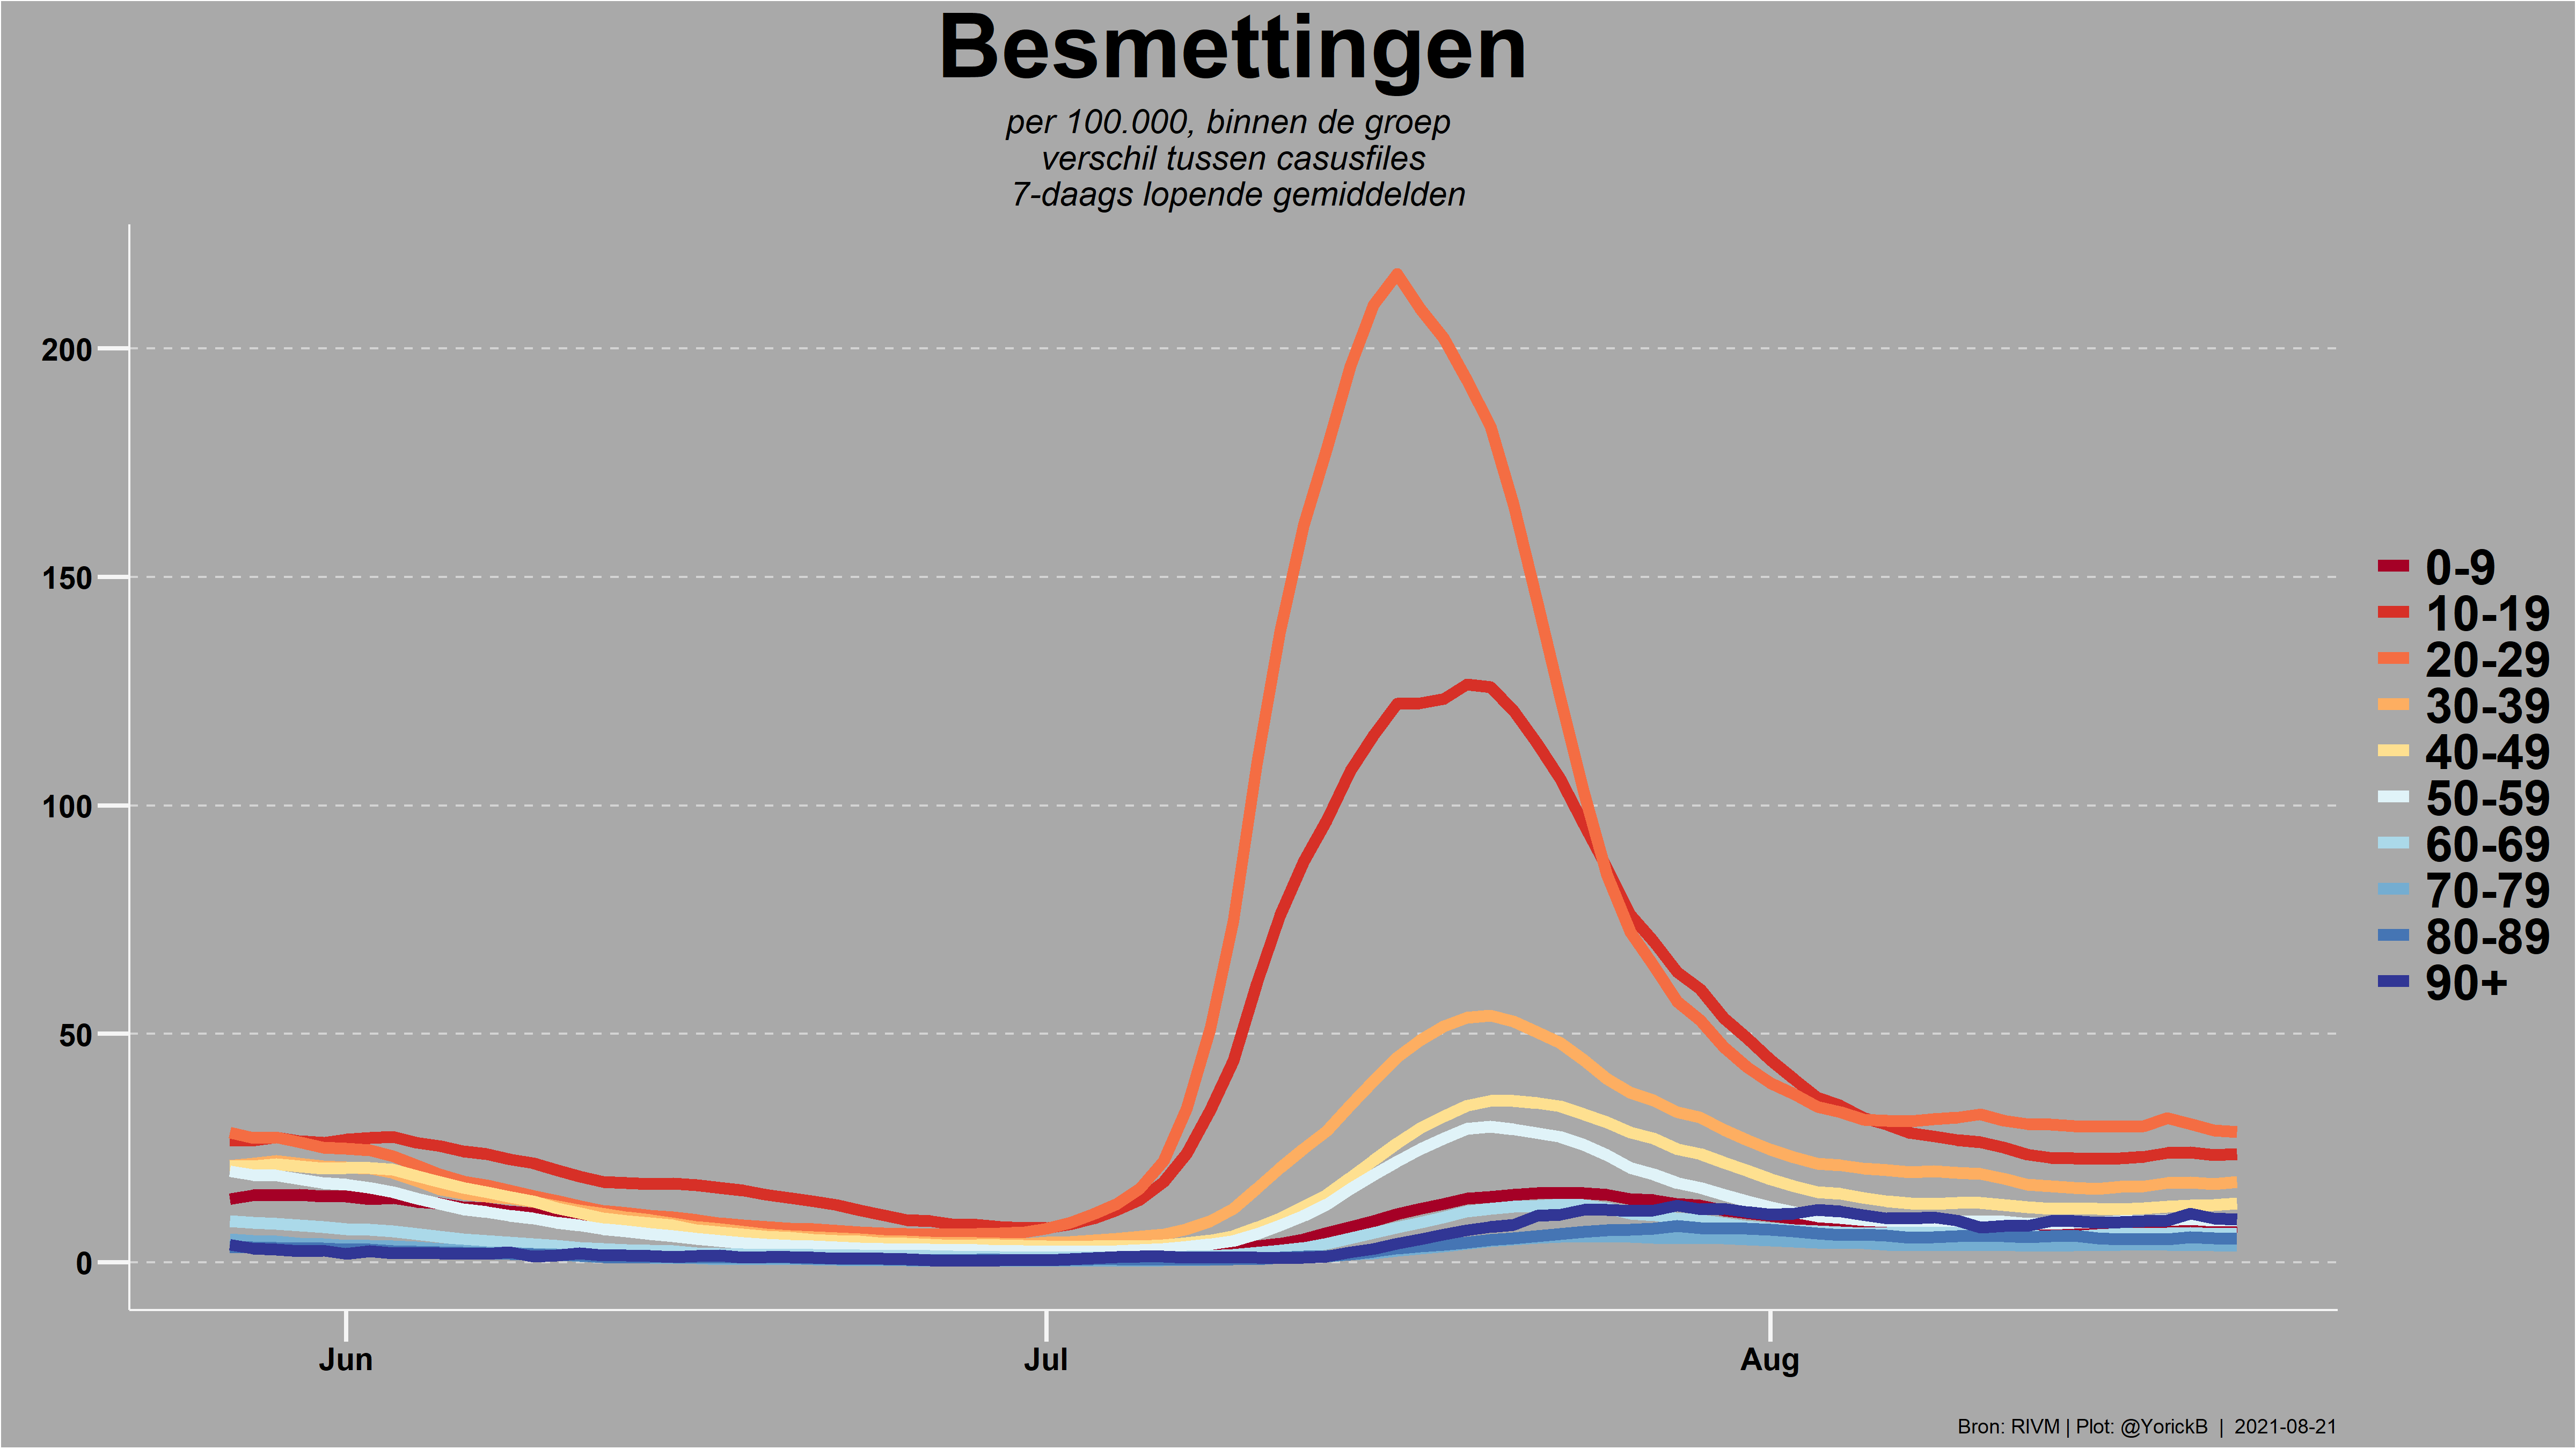 Besmettingen
per 100.000, binnen de groep
verschil tussen casusfiles
7-daags lopende gemiddelden
200
150
100
50
0
Jun
Jul
Aug
0-9
10-19
20-29
30-39
40-49
50-59
60-69
70-79
80-89
90+
Bron: RIVM | Plot: @YorickB | 2021-08-21